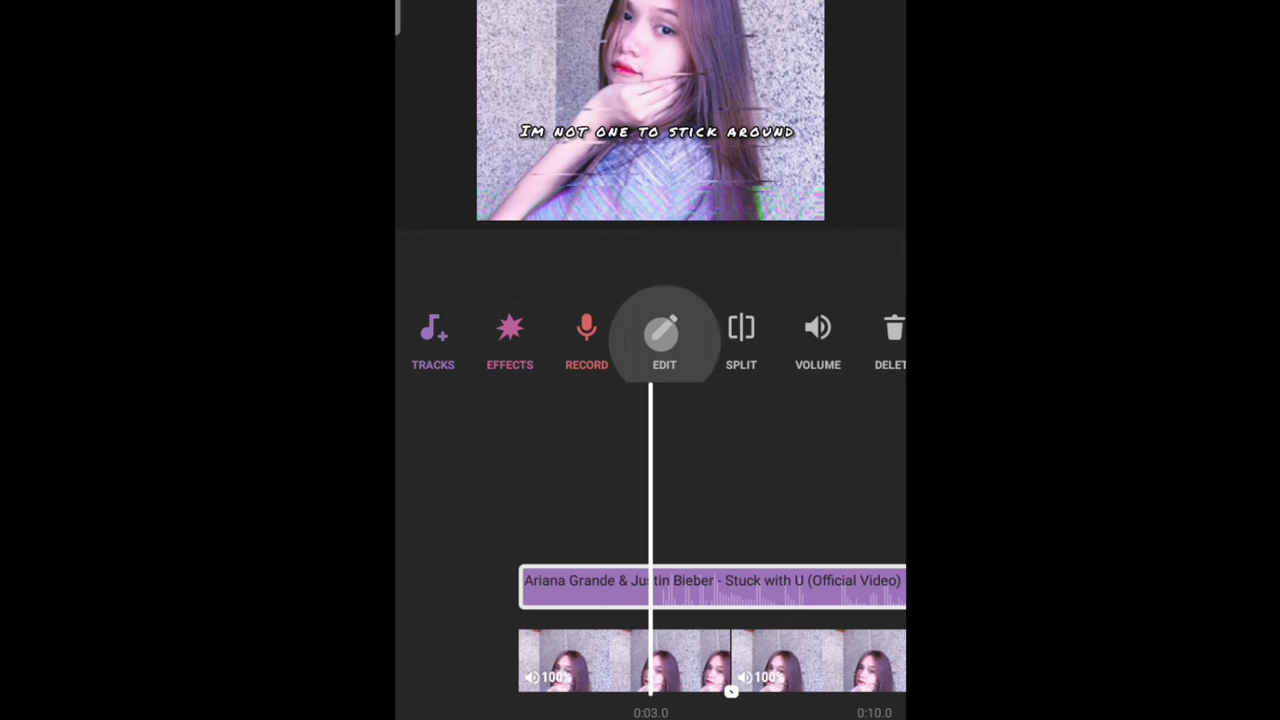 Im not one to stick around
TRACKS EFFECTS RECORD EDIT SPLIT VOLUME DELET
Ariana Grande & Justin Bieber - Stuck with U (Official Video)
100% 100%
0:03.0 0:10.0